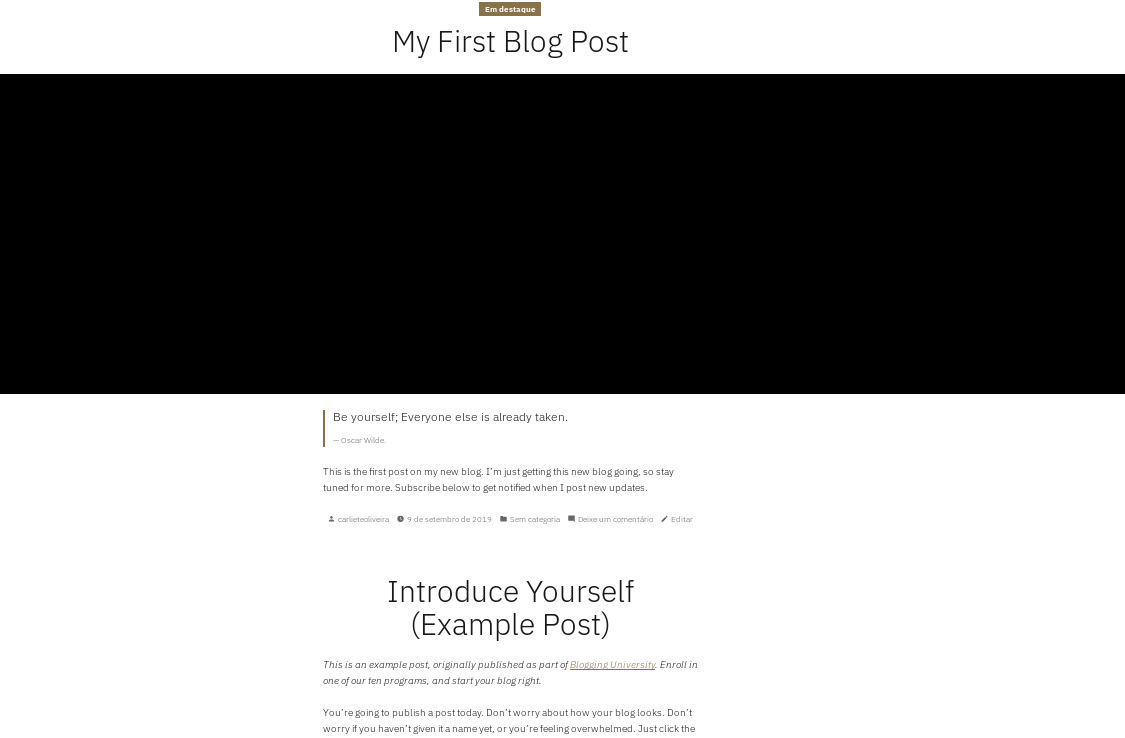 Em destaque
My First Blog Post
Be yourself; Everyone else is already taken.
— Oscar Wilde.
This is the first post on my new blog. I’m just getting this new blog going, so stay
tuned for more. Subscribe below to get notified when I post new updates.
carlieteoliveira 9 de setembro de 2019 Sem categoria Deixe um comentário Editar
Introduce Yourself
(Example Post)
This is an example post, originally published as part of Blogging University. Enroll in
one of our ten programs, and start your blog right.
You’re going to publish a post today. Don’t worry about how your blog looks. Don’t
worry if you haven’t given it a name yet, or you’re feeling overwhelmed. Just click the